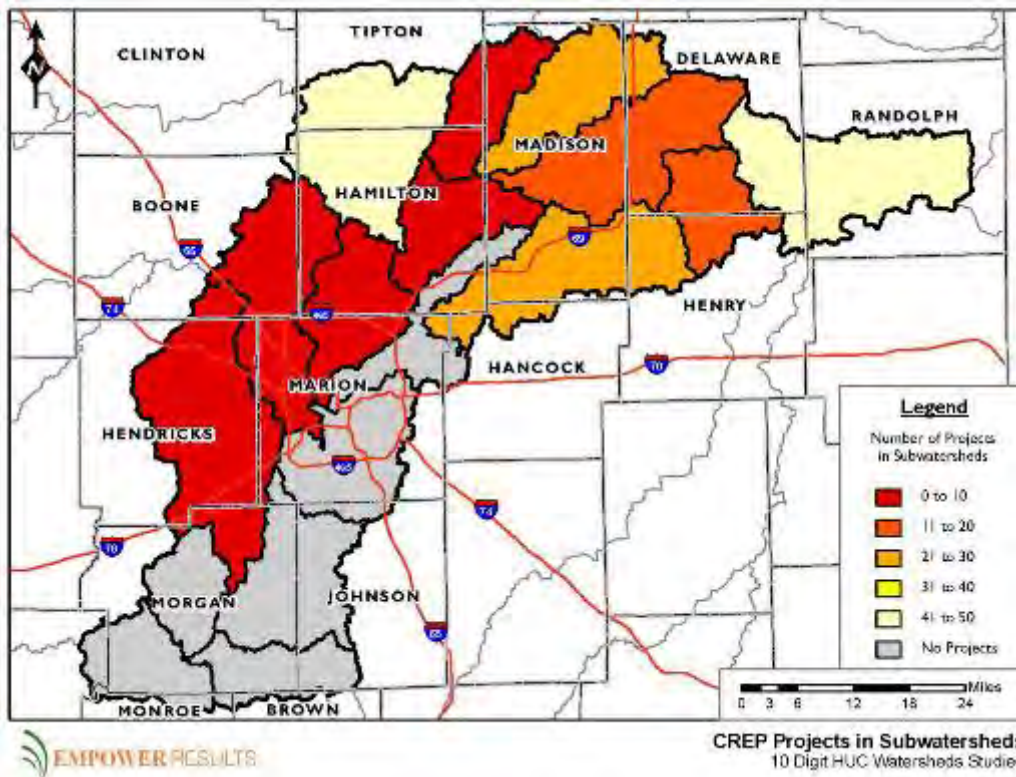 TIPTON
CLINTON
DELAWARE
RANDOLPH
N
MADISON
HAMILTON
BOONE
65
69
74
465
HENRY
HANCOCK
70
MARION
HENDRICKS
465
74
70
MORGAN
JOHNSON
65
MONROE
BROWN
Legend
Number of Projects
in Subwatersheds
0 to 10
11 to 20
21 to 30
31 to 40
41 to 50
No Projects
Miles
0 3 6 12 18 24
EMPOWER RESULTS
CREP Projects in Subwatersheds
10 Digit HUC Watersheds Studie